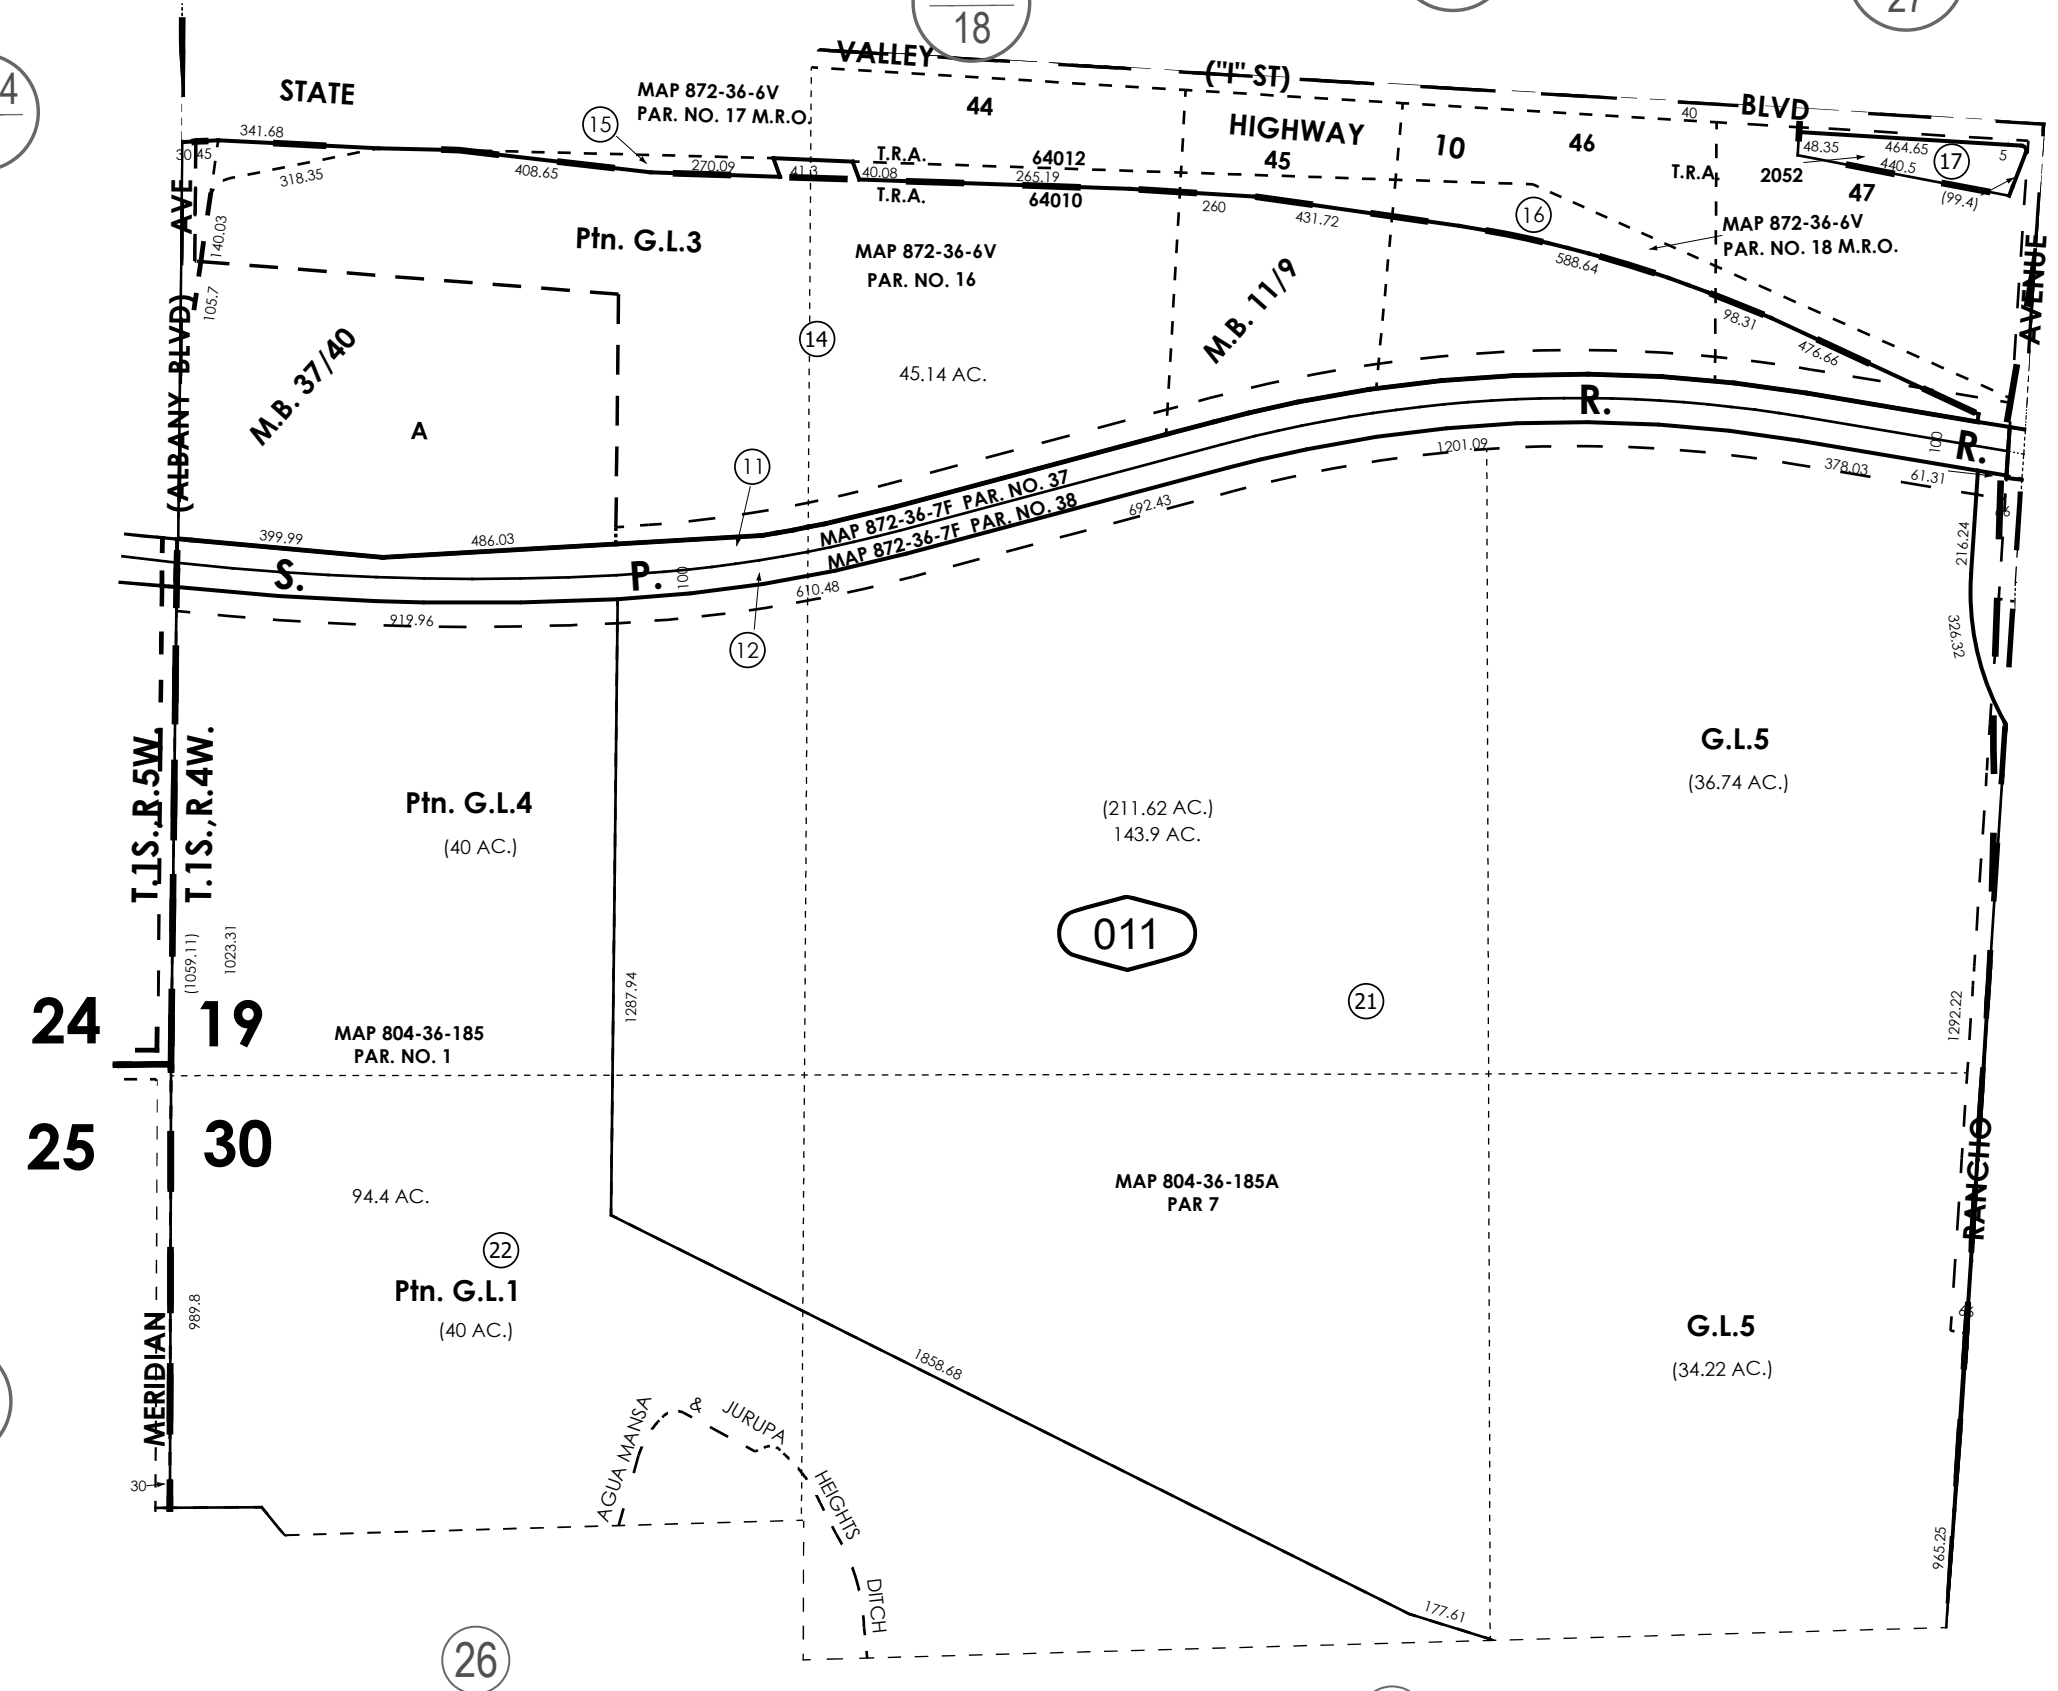 4
18
27
VALLEY
("I" ST)
BLVD
STATE
HIGHWAY
10
MAP 872-36-6V
PAR. NO. 17 M.R.O.
15
44
45
46
40
341.68
30.45
318.35
408.65
270.09
41.3
40.08
265.19
T.R.A. 64012
T.R.A. 64010
260
431.72
16
588.64
98.31
476.66
T.R.A. 2052
47
48.35
464.65
440.5
17
5
(99.4)
MAP 872-36-6V
PAR. NO. 18 M.R.O.
AVE
(ALBANY BLVD)
140.03
105.7
Ptn. G.L.3
MAP 872-36-6V
PAR. NO. 16
14
45.14 AC.
M.B. 37/40
M.B. 11/9
A
AVENUE
11
MAP 872-36-7F PAR. NO. 37
MAP 872-36-7F PAR. NO. 38
399.99
486.03
S. P. R. R.
100
100
919.96
610.48
692.43
1201.09
378.03
61.31
66
12
216.24
326.32
T.1S.,R.5W.
T.1S.,R.4W.
Ptn. G.L.4
(40 AC.)
(211.62 AC.)
143.9 AC.
G.L.5
(36.74 AC.)
011
(1059.11)
1023.31
1287.94
21
1292.22
24
19
MAP 804-36-185
PAR. NO. 1
25
30
94.4 AC.
22
Ptn. G.L.1
(40 AC.)
MAP 804-36-185A
PAR 7
RANCHO
G.L.5
(34.22 AC.)
989.8
MERIDIAN
30
1858.68
177.61
965.25
AGUA MANSA & JURUPA HEIGHTS DITCH
26